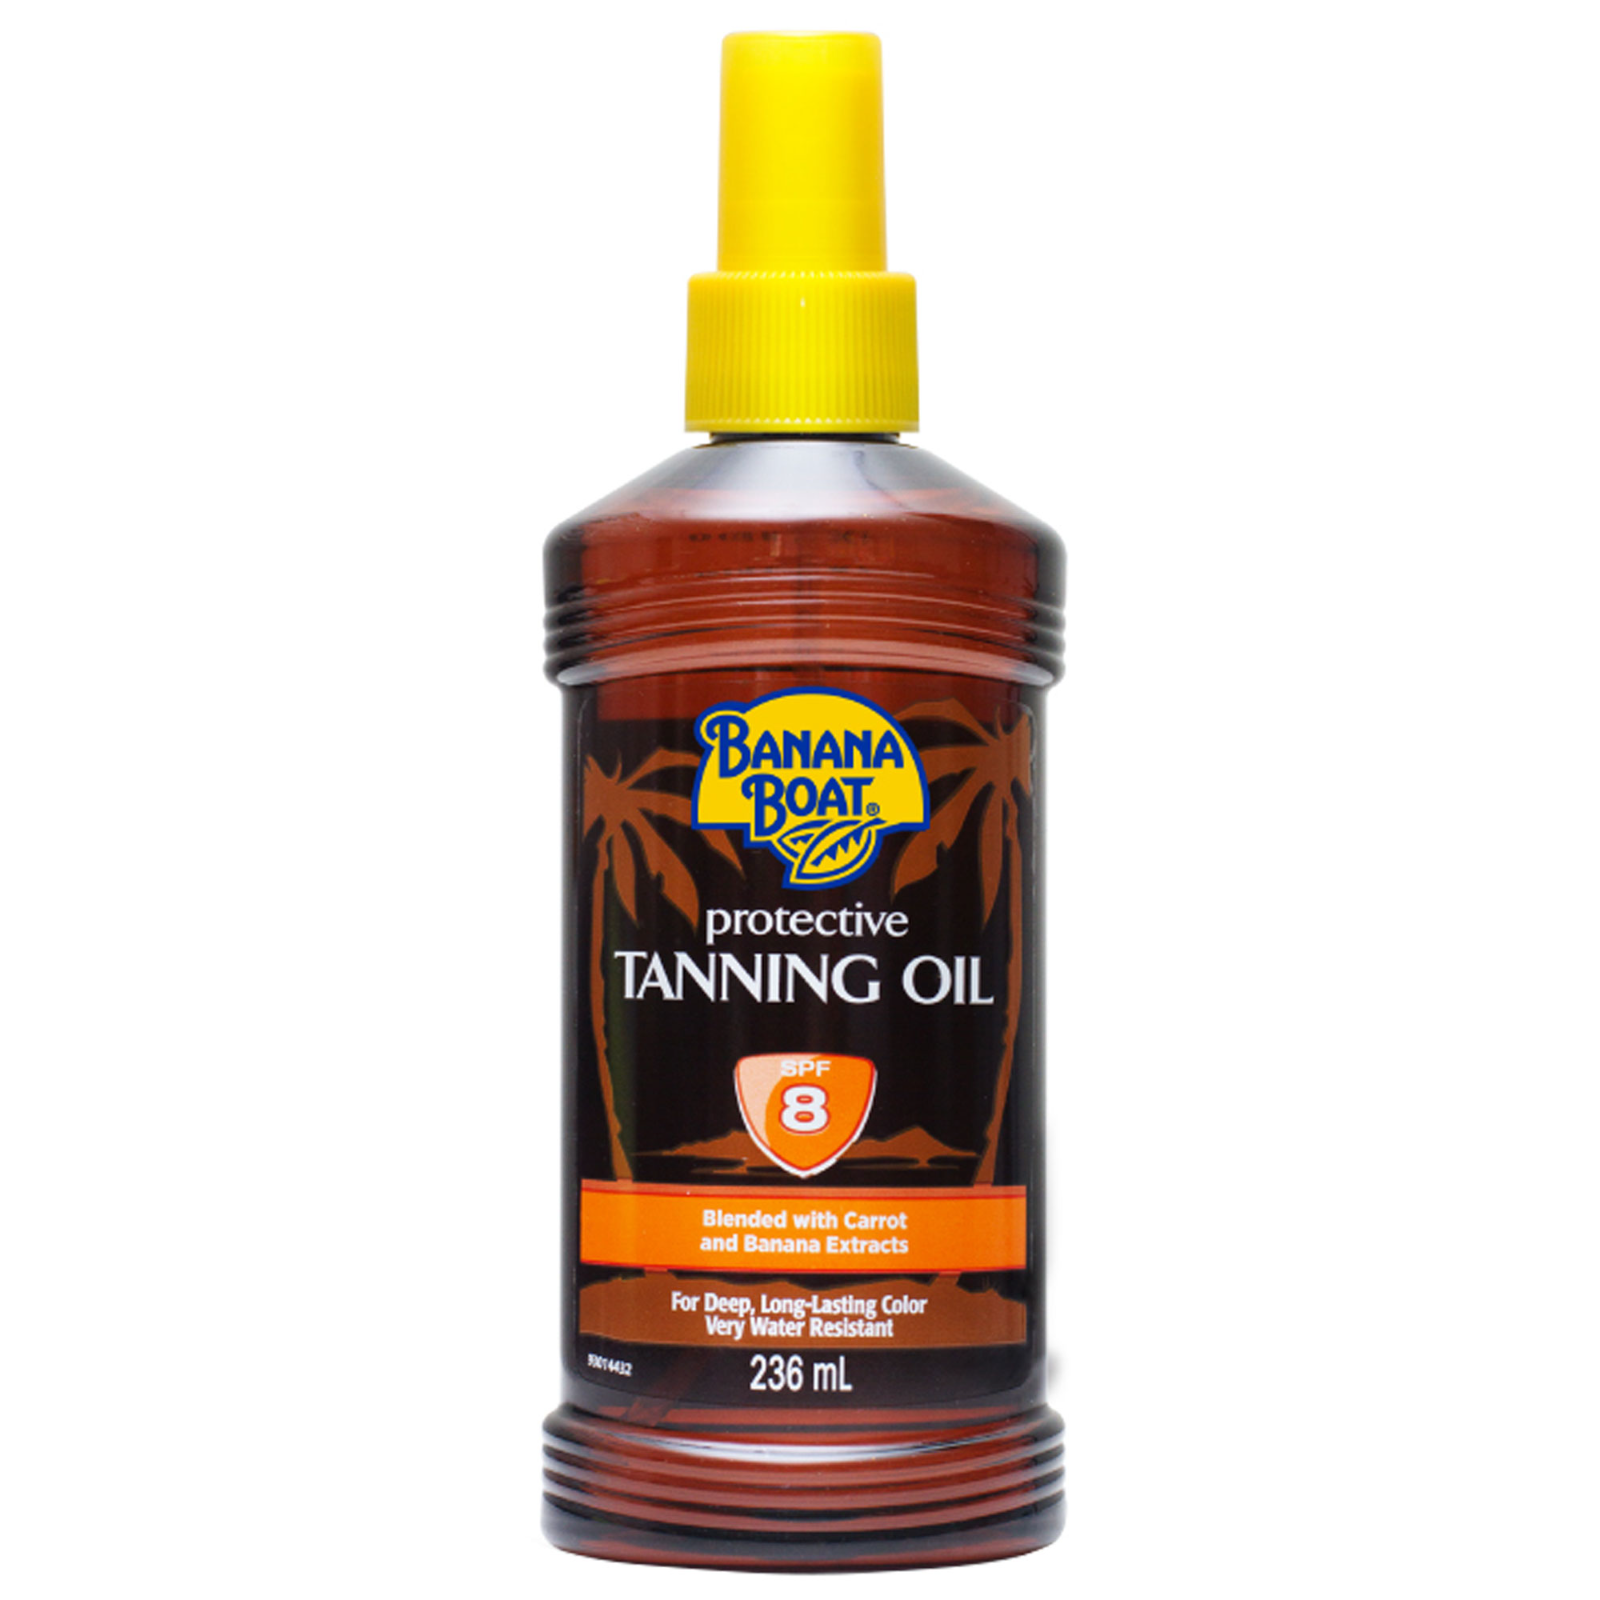 BANANA
BOAT®
protective
TANNING OIL
SPF
8
Blended with Carrot
and Banana Extracts
For Deep, Long-Lasting Color
Very Water Resistant
236 mL